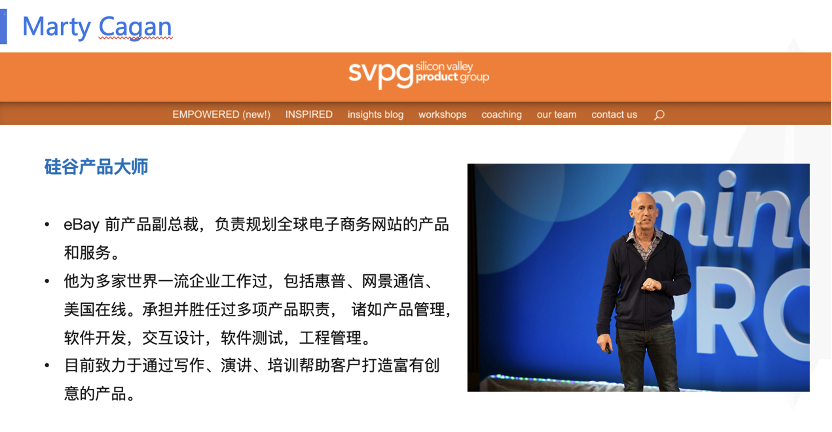 Marty Cagan
svpg silicon valley product group
EMPOWERED (new!) INSPIRED insights blog workshops coaching our team contact us
硅谷产品大师
• eBay 前产品副总裁，负责规划全球电子商务网站的产品
和服务。
• 他为多家世界一流企业工作过，包括惠普、网景通信、
美国在线。承担并胜任过多项产品职责， 诸如产品管理，
软件开发，交互设计，软件测试，工程管理。
• 目前致力于通过写作、演讲、培训帮助客户打造富有创
意的产品。
min
PRO